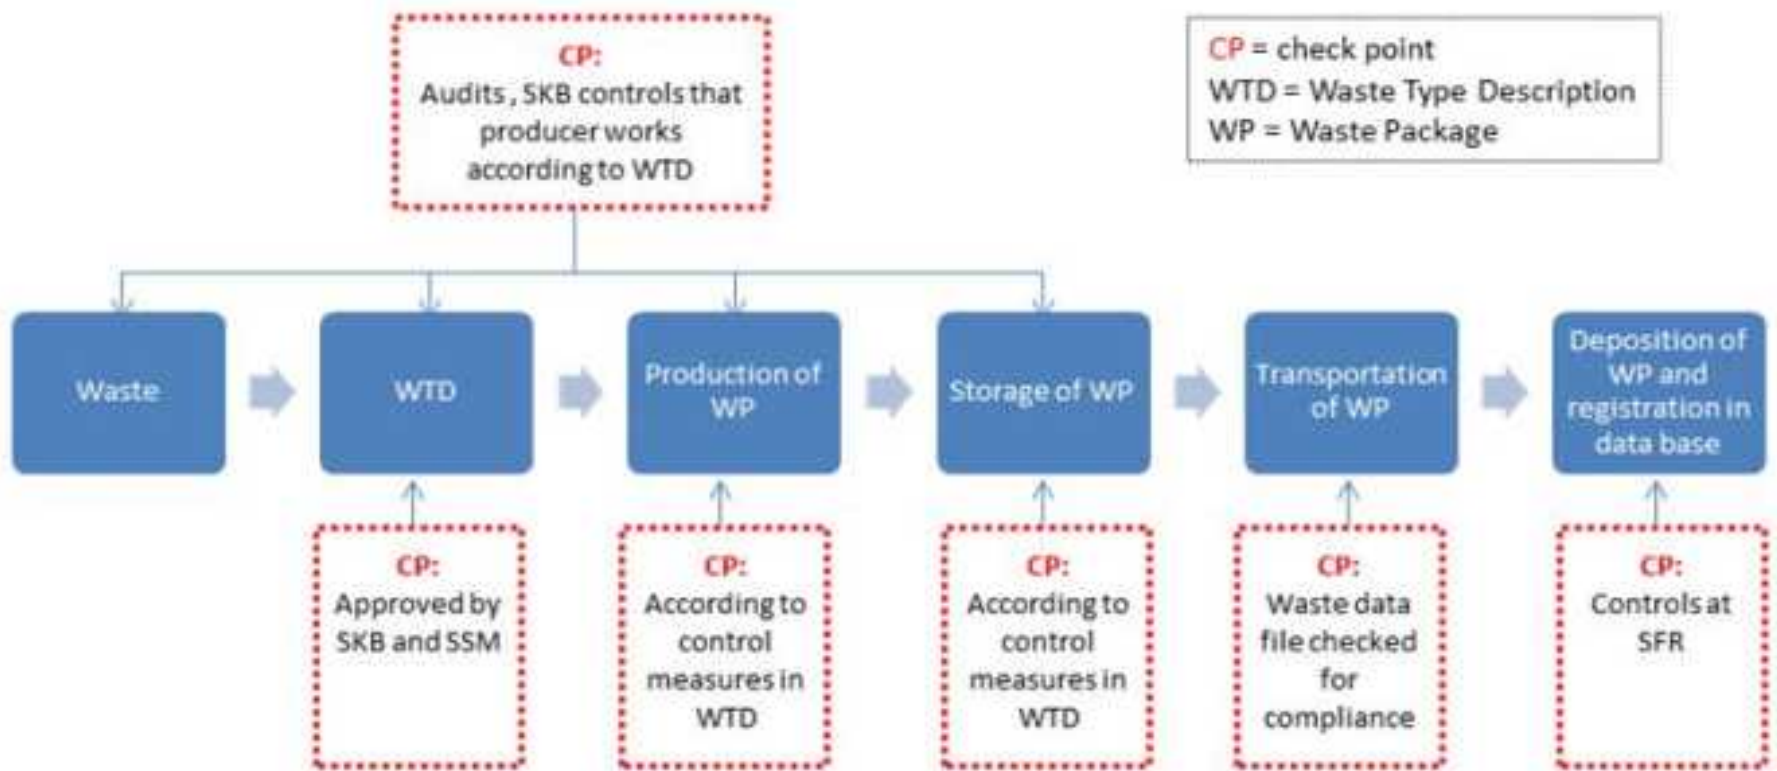 CP:
Audits , SKB controls that
producer works
according to WTD
CP = check point
WTD = Waste Type Description
WP = Waste Package
Waste
WTD
Production of
WP
Storage of WP
Transportation
of WP
Deposition of
WP and
registration in
data base
CP:
Approved by
SKB and SSM
CP:
According to
control
measures in
WTD
CP:
According to
control
measures in
WTD
CP:
Waste data
file checked
for
compliance
CP:
Controls at
SFR